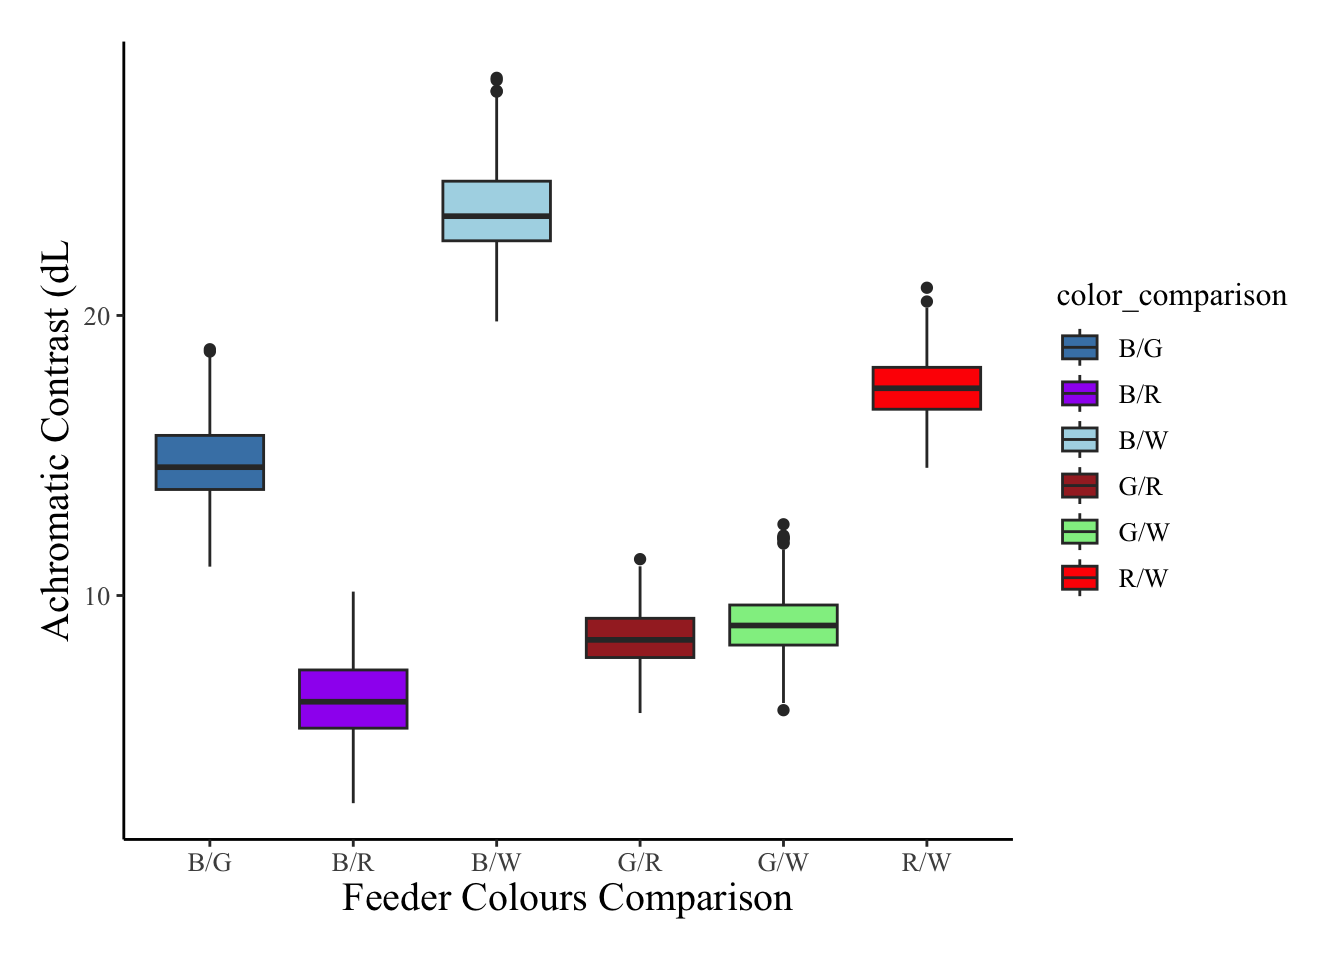 Achromatic Contrast (dL
20
10
B/G
B/R
B/W
G/R
G/W
R/W
Feeder Colours Comparison
color_comparison
B/G
B/R
B/W
G/R
G/W
R/W